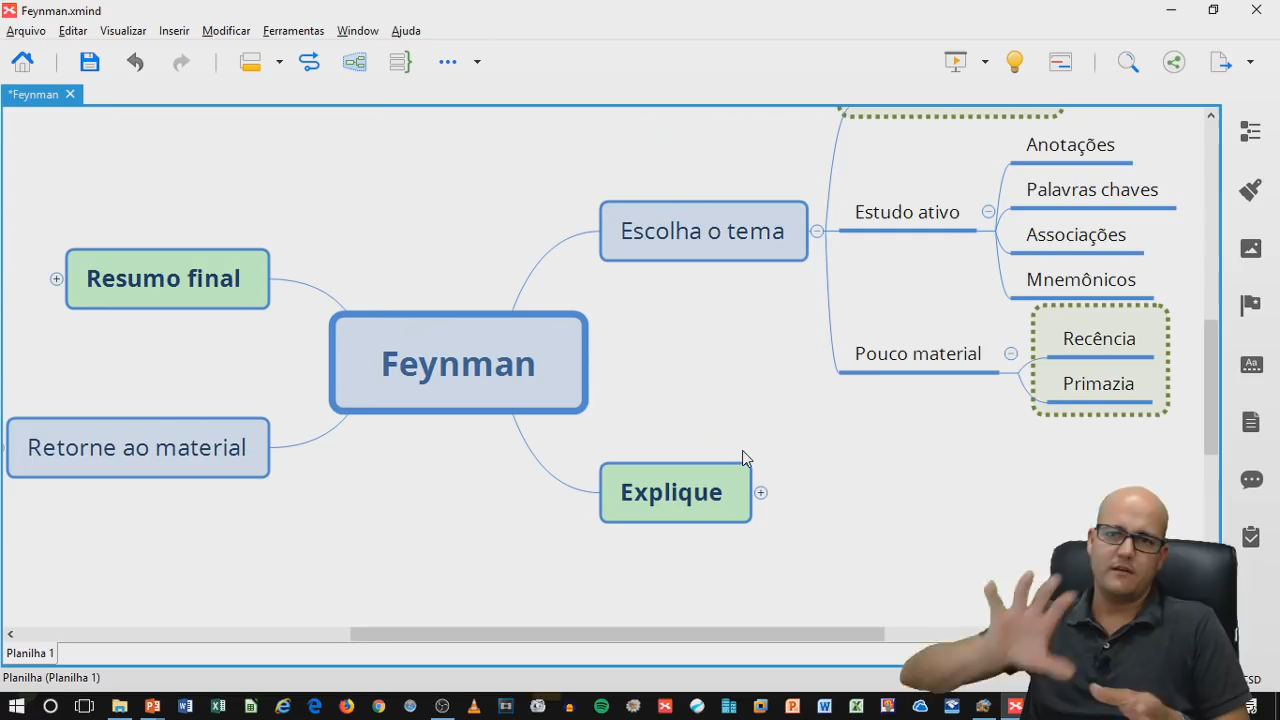 Feynman.xmind
Arquivo Editar Visualizar Inserir Modificar Ferramentas Window Ajuda
*Feynman
Anotações
Palavras chaves
Estudo ativo
Escolha o tema
Associações
Resumo final
Mnemônicos
Recência
Pouco material
Feynman
Primazia
Retorne ao material
Explique
Planilha 1
Planilha (Planilha 1)